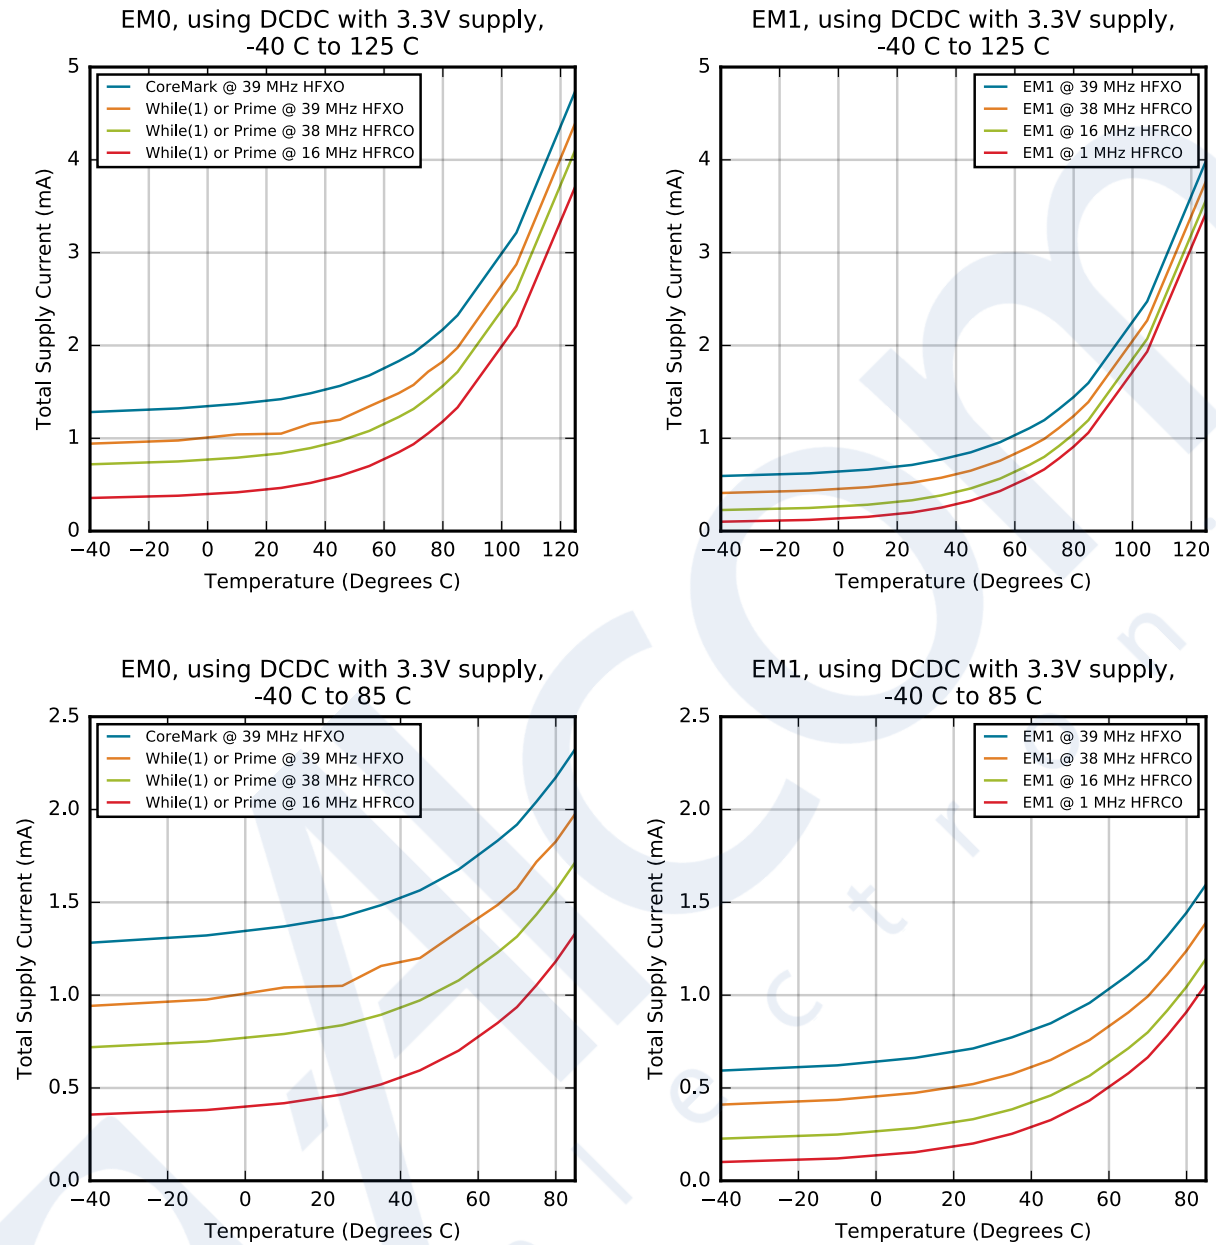 EM0, using DCDC with 3.3V supply,
-40 C to 125 C
5
4
3
2
1
0
Total Supply Current (mA)
CoreMark @ 39 MHz HFXO
While(1) or Prime @ 39 MHz HFXO
While(1) or Prime @ 38 MHz HFRCO
While(1) or Prime @ 16 MHz HFRCO
−40 −20 0 20 40 60 80 100 120
Temperature (Degrees C)
EM1, using DCDC with 3.3V supply,
-40 C to 125 C
5
4
3
2
1
0
Total Supply Current (mA)
EM1 @ 39 MHz HFXO
EM1 @ 38 MHz HFRCO
EM1 @ 16 MHz HFRCO
EM1 @ 1 MHz HFRCO
−40 −20 0 20 40 60 80 100 120
Temperature (Degrees C)
EM0, using DCDC with 3.3V supply,
-40 C to 85 C
2.5
2.0
1.5
1.0
0.5
0.0
Total Supply Current (mA)
CoreMark @ 39 MHz HFXO
While(1) or Prime @ 39 MHz HFXO
While(1) or Prime @ 38 MHz HFRCO
While(1) or Prime @ 16 MHz HFRCO
−40 −20 0 20 40 60 80
Temperature (Degrees C)
EM1, using DCDC with 3.3V supply,
-40 C to 85 C
2.5
2.0
1.5
1.0
0.5
0.0
Total Supply Current (mA)
EM1 @ 39 MHz HFXO
EM1 @ 38 MHz HFRCO
EM1 @ 16 MHz HFRCO
EM1 @ 1 MHz HFRCO
−40 −20 0 20 40 60 80
Temperature (Degrees C)